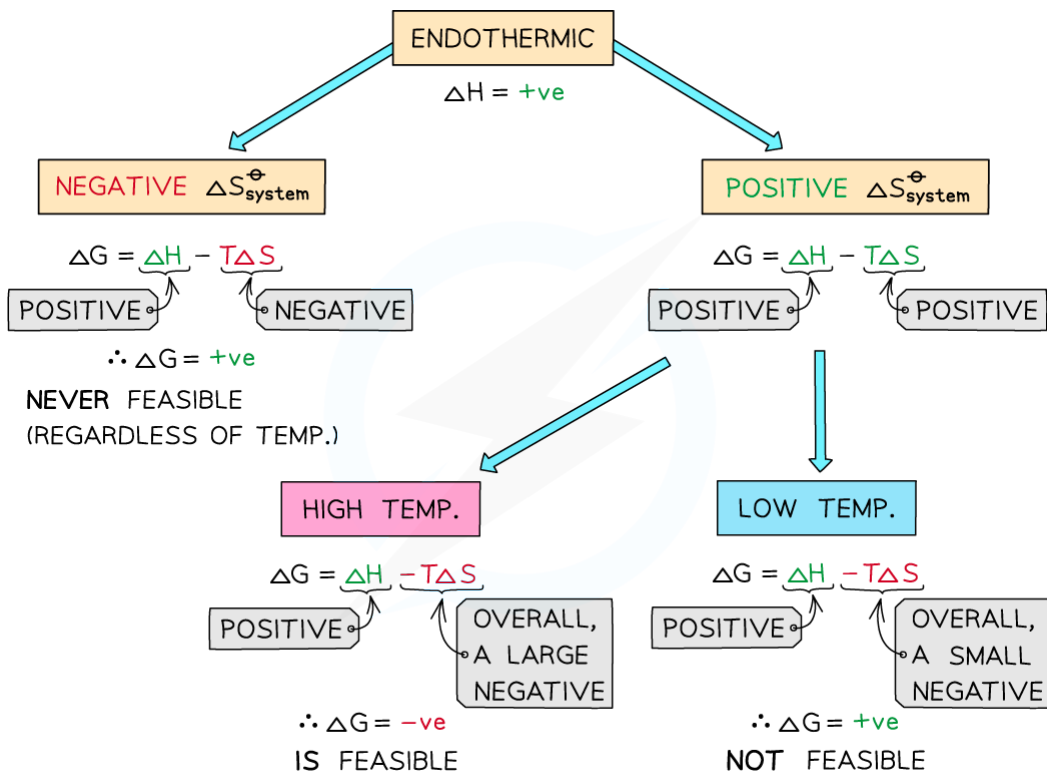 ENDOTHERMIC
△H = +ve
NEGATIVE △S⦵system
△G = △H – T△S
POSITIVE
NEGATIVE
∴ △G = +ve
NEVER FEASIBLE
(REGARDLESS OF TEMP.)
POSITIVE △S⦵system
△G = △H – T△S
POSITIVE
POSITIVE
HIGH TEMP.
△G = △H –T△S
POSITIVE
OVERALL,
A LARGE
NEGATIVE
∴ △G = –ve
IS FEASIBLE
LOW TEMP.
△G = △H –T△S
POSITIVE
OVERALL,
A SMALL
NEGATIVE
∴ △G = +ve
NOT FEASIBLE